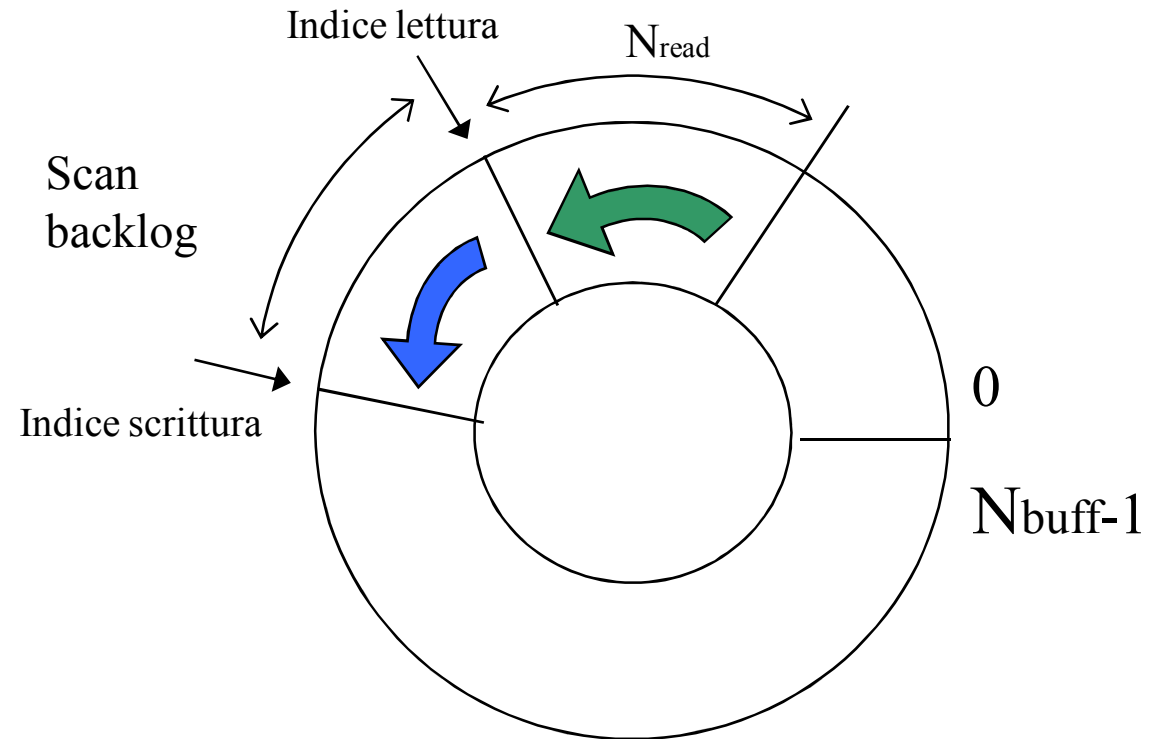 Indice lettura
Nread
Scan
backlog
Indice scrittura
0
Nbuff-1